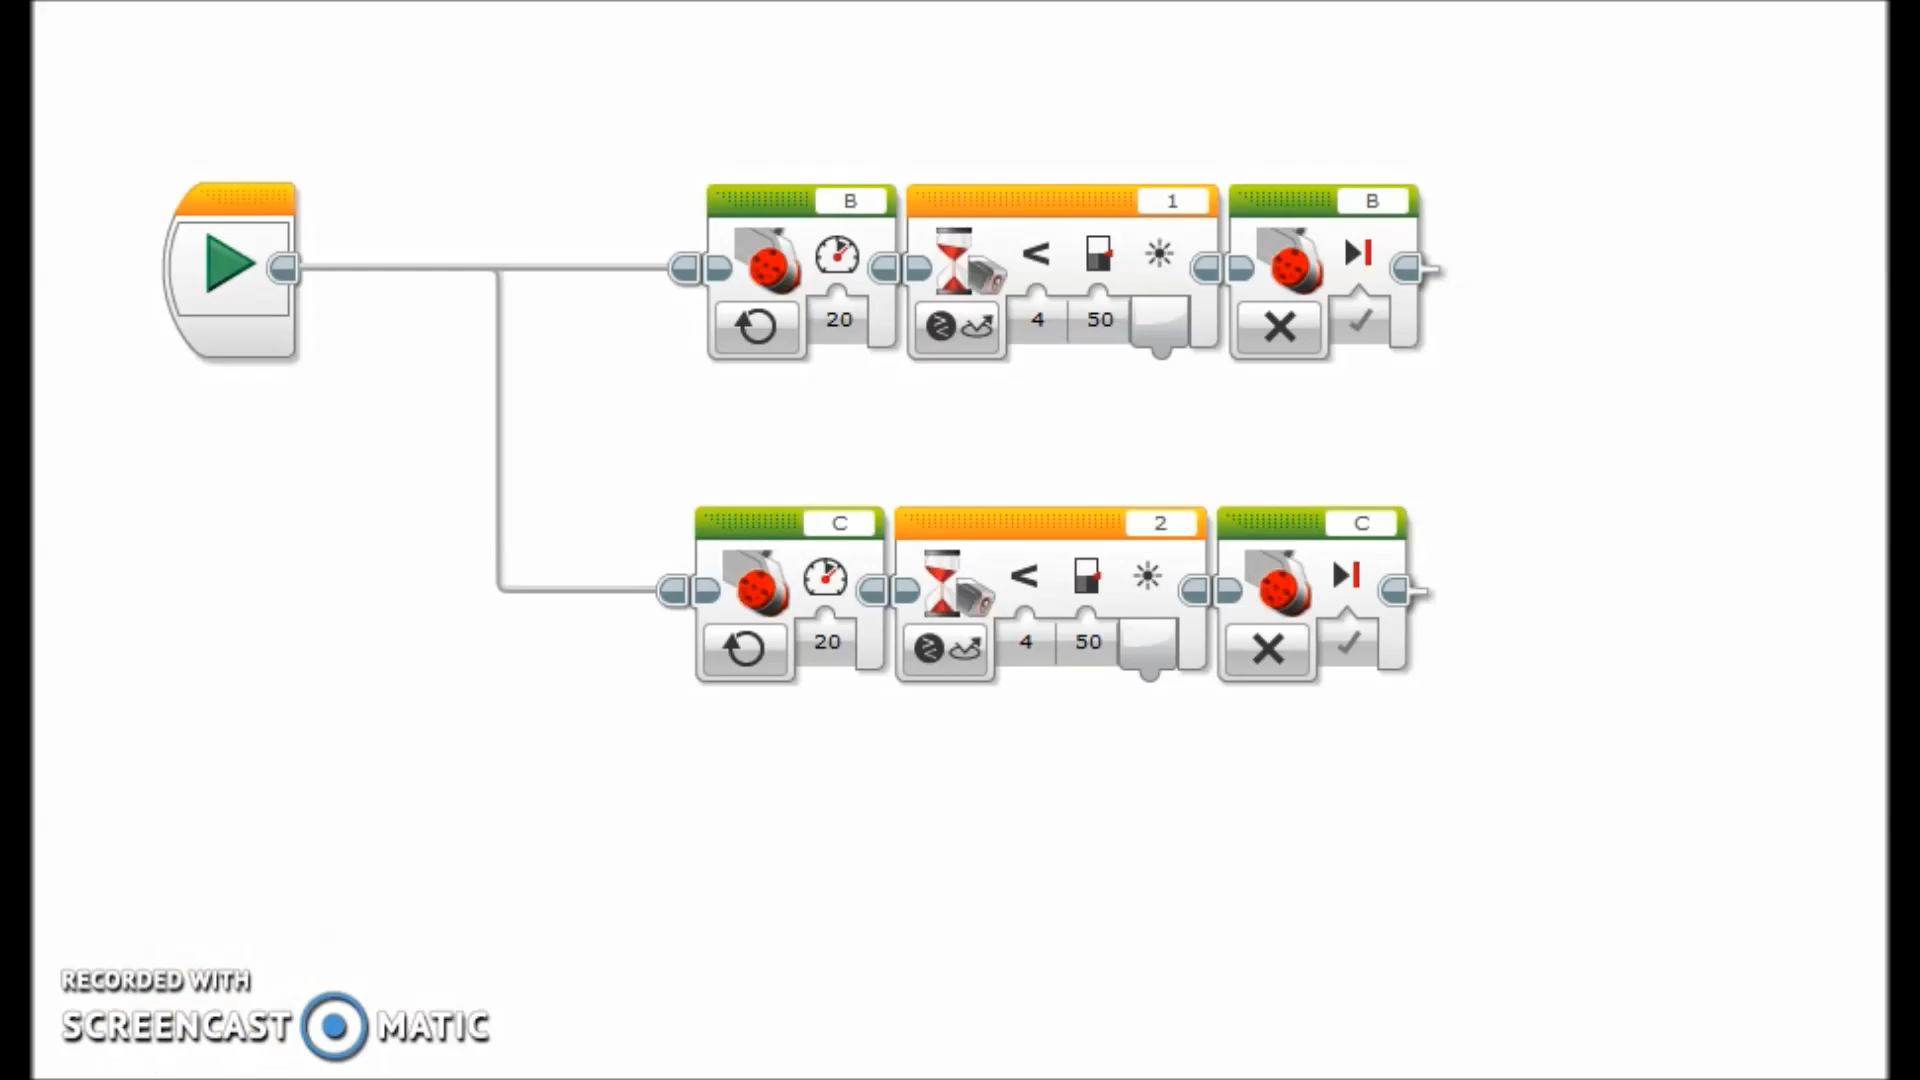 B 1 B
< 
20 4 50
C 2 C
<
20 4 50
RECORDED WITH
SCREENCAST MATIC